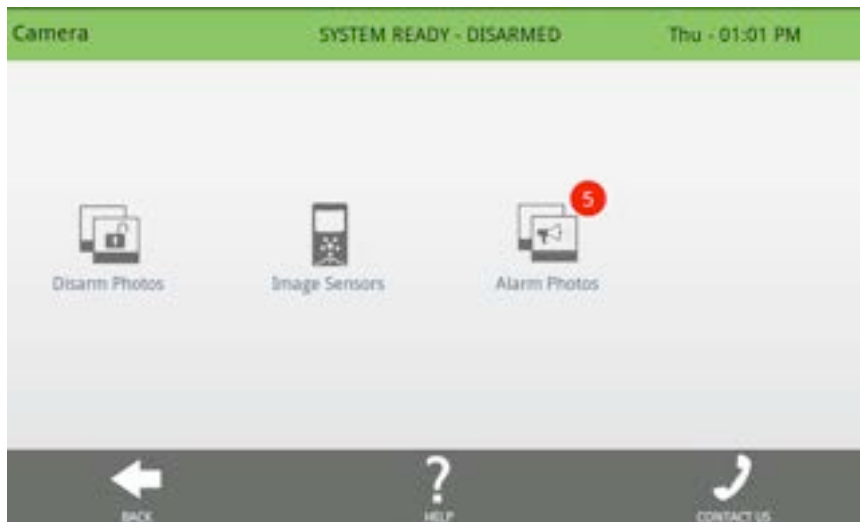 Camera SYSTEM READY - DISARMED Thu - 01:01 PM
5
Disarm Photos Image Sensors Alarm Photos
?
BACK HELP CONTACT US